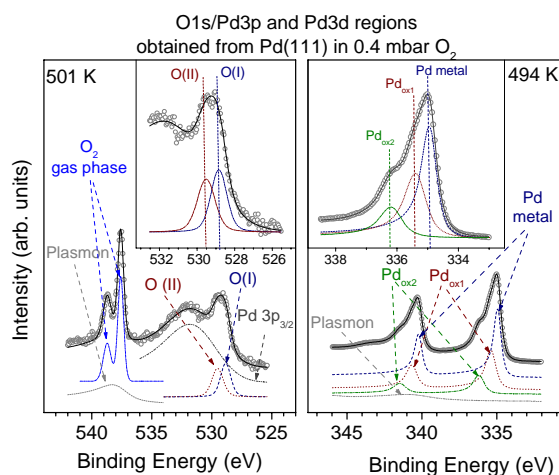 O1s/Pd3p and Pd3d regions
obtained from Pd(111) in 0.4 mbar O2
501 K
O(II) O(I)
530 528 526
O2
gas phase
Plasmon
O (II)
O(I)
Pd 3p3/2
540 535 530 525
Binding Energy (eV)
Intensity (arb. units)
494 K
Pd metal
Pdox1
Pdox2
338 336 334
Pd
metal
Pdox2
Pdox1
Plasmon
345 340 335
Binding Energy (eV)